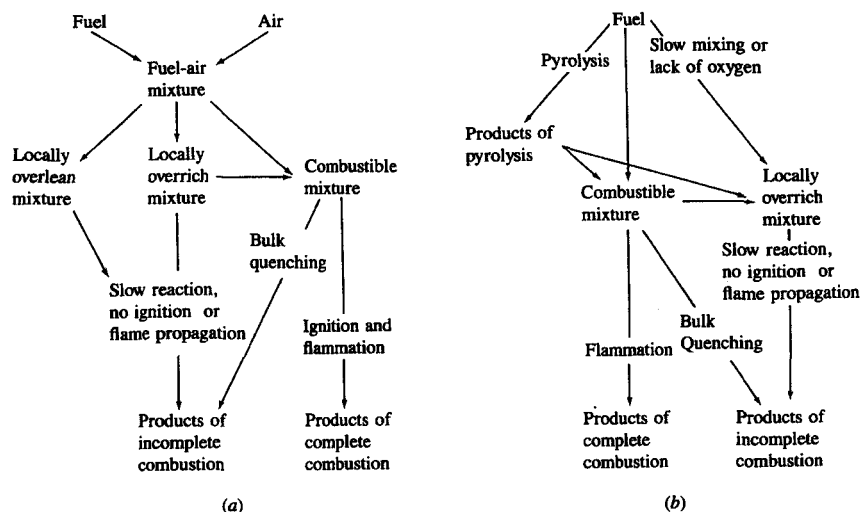 Fuel
Air
Fuel-air
mixture
Locally
overlean
mixture
Locally
overrich
mixture
Combustible
mixture
Bulk
quenching
Slow reaction,
no ignition or
flame propagation
Ignition and
flammation
Products of
incomplete
combustion
Products of
complete
combustion
(a)
Fuel
Pyrolysis
Slow mixing or
lack of oxygen
Products of
pyrolysis
Combustible
mixture
Locally
overrich
mixture
Slow reaction,
no ignition or
flame propagation
Bulk
Quenching
Flammation
Products of
complete
combustion
Products of
incomplete
combustion
(b)